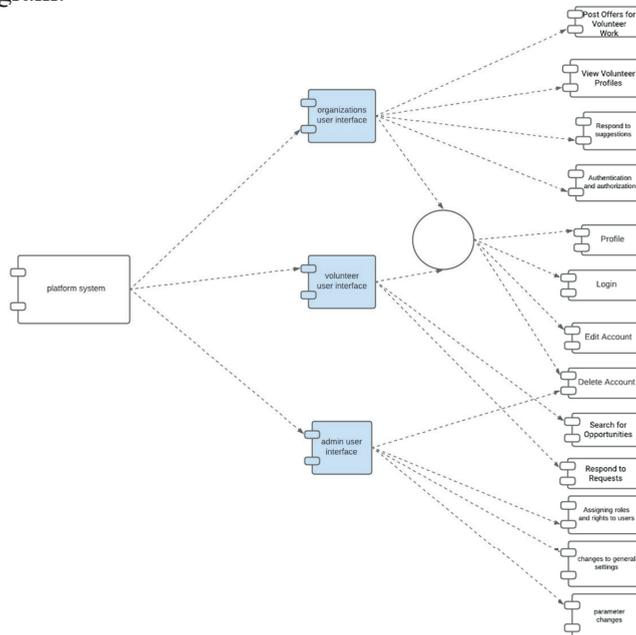 Post Offers for
Volunteer
Work
View Volunteer
Profiles
organizations
user interface
Respond to
suggestions
Authentication
and authorization
Profile
volunteer
user interface
Login
platform system
Edit Account
Delete Account
Search for
Opportunities
admin user
interface
Respond to
Requests
Assigning roles
and rights to users
changes to general
settings
parameter
changes